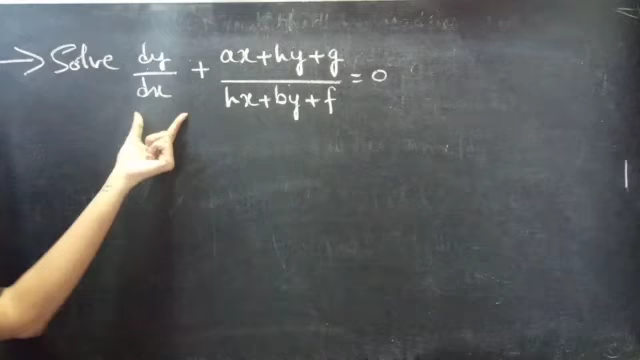 → Solve dy/dx + (ax+hy+g)/(hx+by+f) = 0